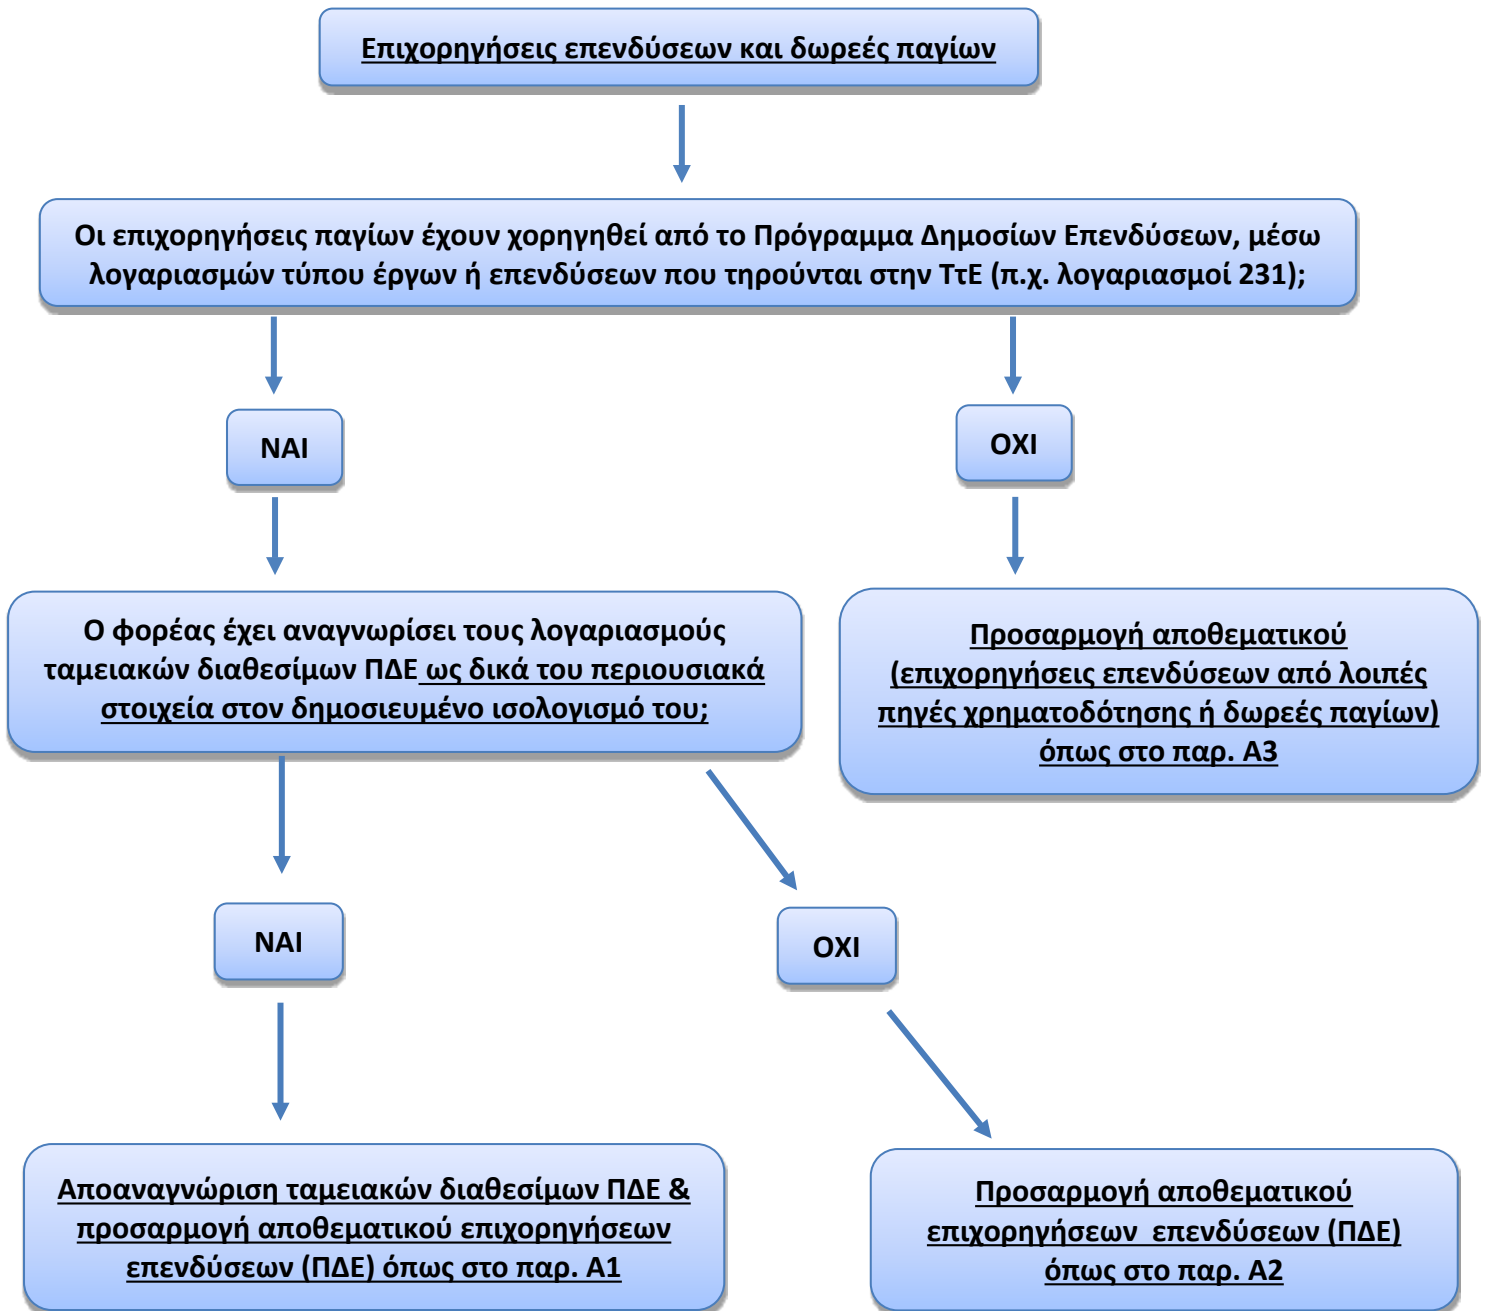 Επιχορηγήσεις επενδύσεων και δωρεές παγίων
Οι επιχορηγήσεις παγίων έχουν χορηγηθεί από το Πρόγραμμα Δημοσίων Επενδύσεων, μέσω
λογαριασμών τύπου έργων ή επενδύσεων που τηρούνται στην ΤτΕ (π.χ. λογαριασμοί 231);
ΝΑΙ
ΟΧΙ
Ο φορέας έχει αναγνωρίσει τους λογαριασμούς
ταμειακών διαθεσίμων ΠΔΕ ως δικά του περιουσιακά
στοιχεία στον δημοσιευμένο ισολογισμό του;
Προσαρμογή αποθεματικού
(επιχορηγήσεις επενδύσεων από λοιπές
πηγές χρηματοδότησης ή δωρεές παγίων)
όπως στο παρ. Α3
ΝΑΙ
ΟΧΙ
Αποαναγνώριση ταμειακών διαθεσίμων ΠΔΕ &
προσαρμογή αποθεματικού επιχορηγήσεων
επενδύσεων (ΠΔΕ) όπως στο παρ. Α1
Προσαρμογή αποθεματικού
επιχορηγήσεων επενδύσεων (ΠΔΕ)
όπως στο παρ. Α2